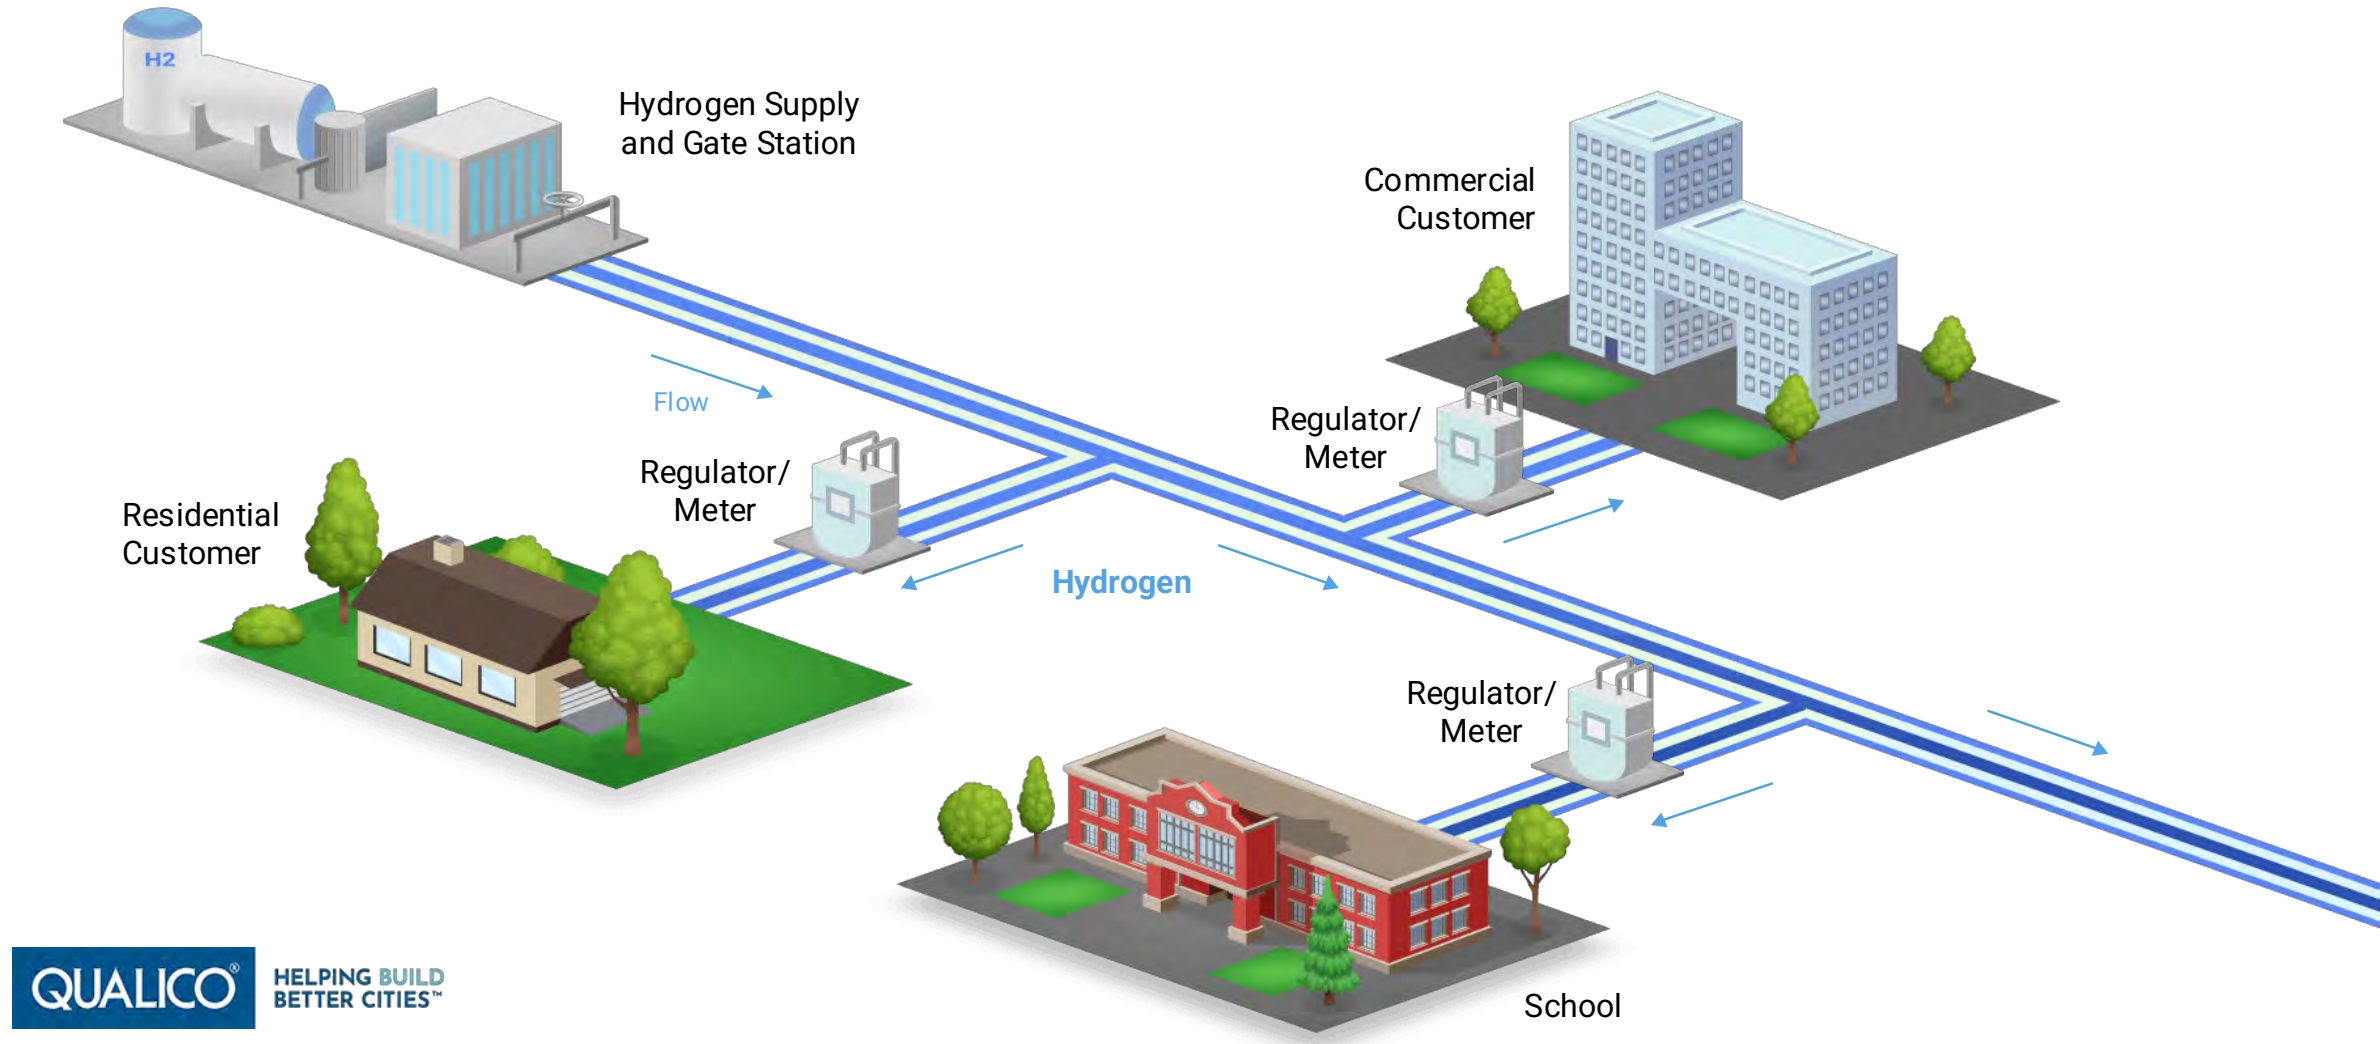 H2
Hydrogen Supply
and Gate Station
Commercial
Customer
Flow
Regulator/
Meter
Regulator/
Meter
Residential
Customer
Hydrogen
Regulator/
Meter
School
QUALICO®
HELPING BUILD
BETTER CITIES™